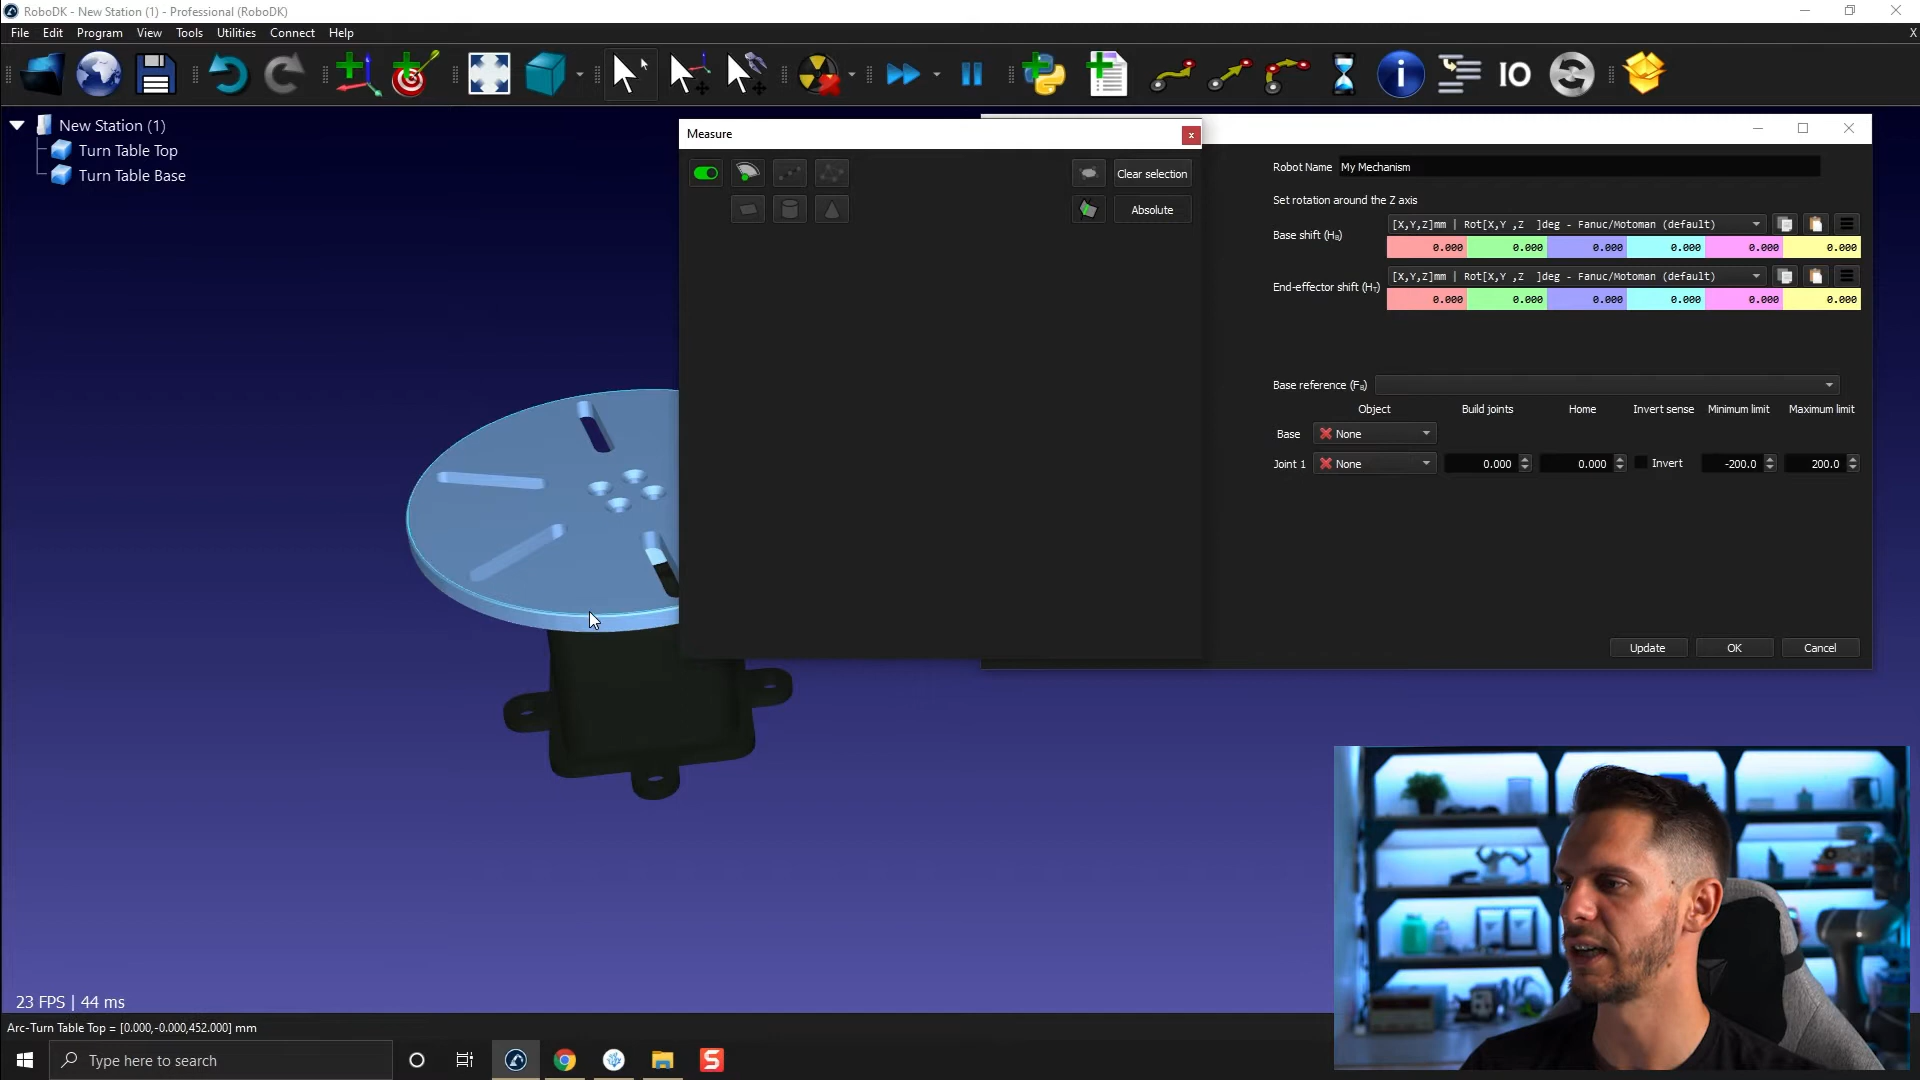 RoboDK - New Station (1) - Professional (RoboDK)
File Edit Program View Tools Utilities Connect Help
X
IO
New Station (1)
Turn Table Top
Turn Table Base
Measure
x
Clear selection
Absolute
Robot Name My Mechanism
Set rotation around the Z axis
[X,Y,Z]mm | Rot[X,Y ,Z ]deg - Fanuc/Motoman (default)
Base shift (HB)
0.000 0.000 0.000 0.000 0.000 0.000
[X,Y,Z]mm | Rot[X,Y ,Z ]deg - Fanuc/Motoman (default)
End-effector shift (HT)
0.000 0.000 0.000 0.000 0.000 0.000
Base reference (FB)
Object Build joints Home Invert sense Minimum limit Maximum limit
Base None
Joint 1 None 0.000 0.000 Invert -200.0 200.0
Update OK Cancel
23 FPS | 44 ms
Arc-Turn Table Top = [0.000,-0.000,452.000] mm
Type here to search
S